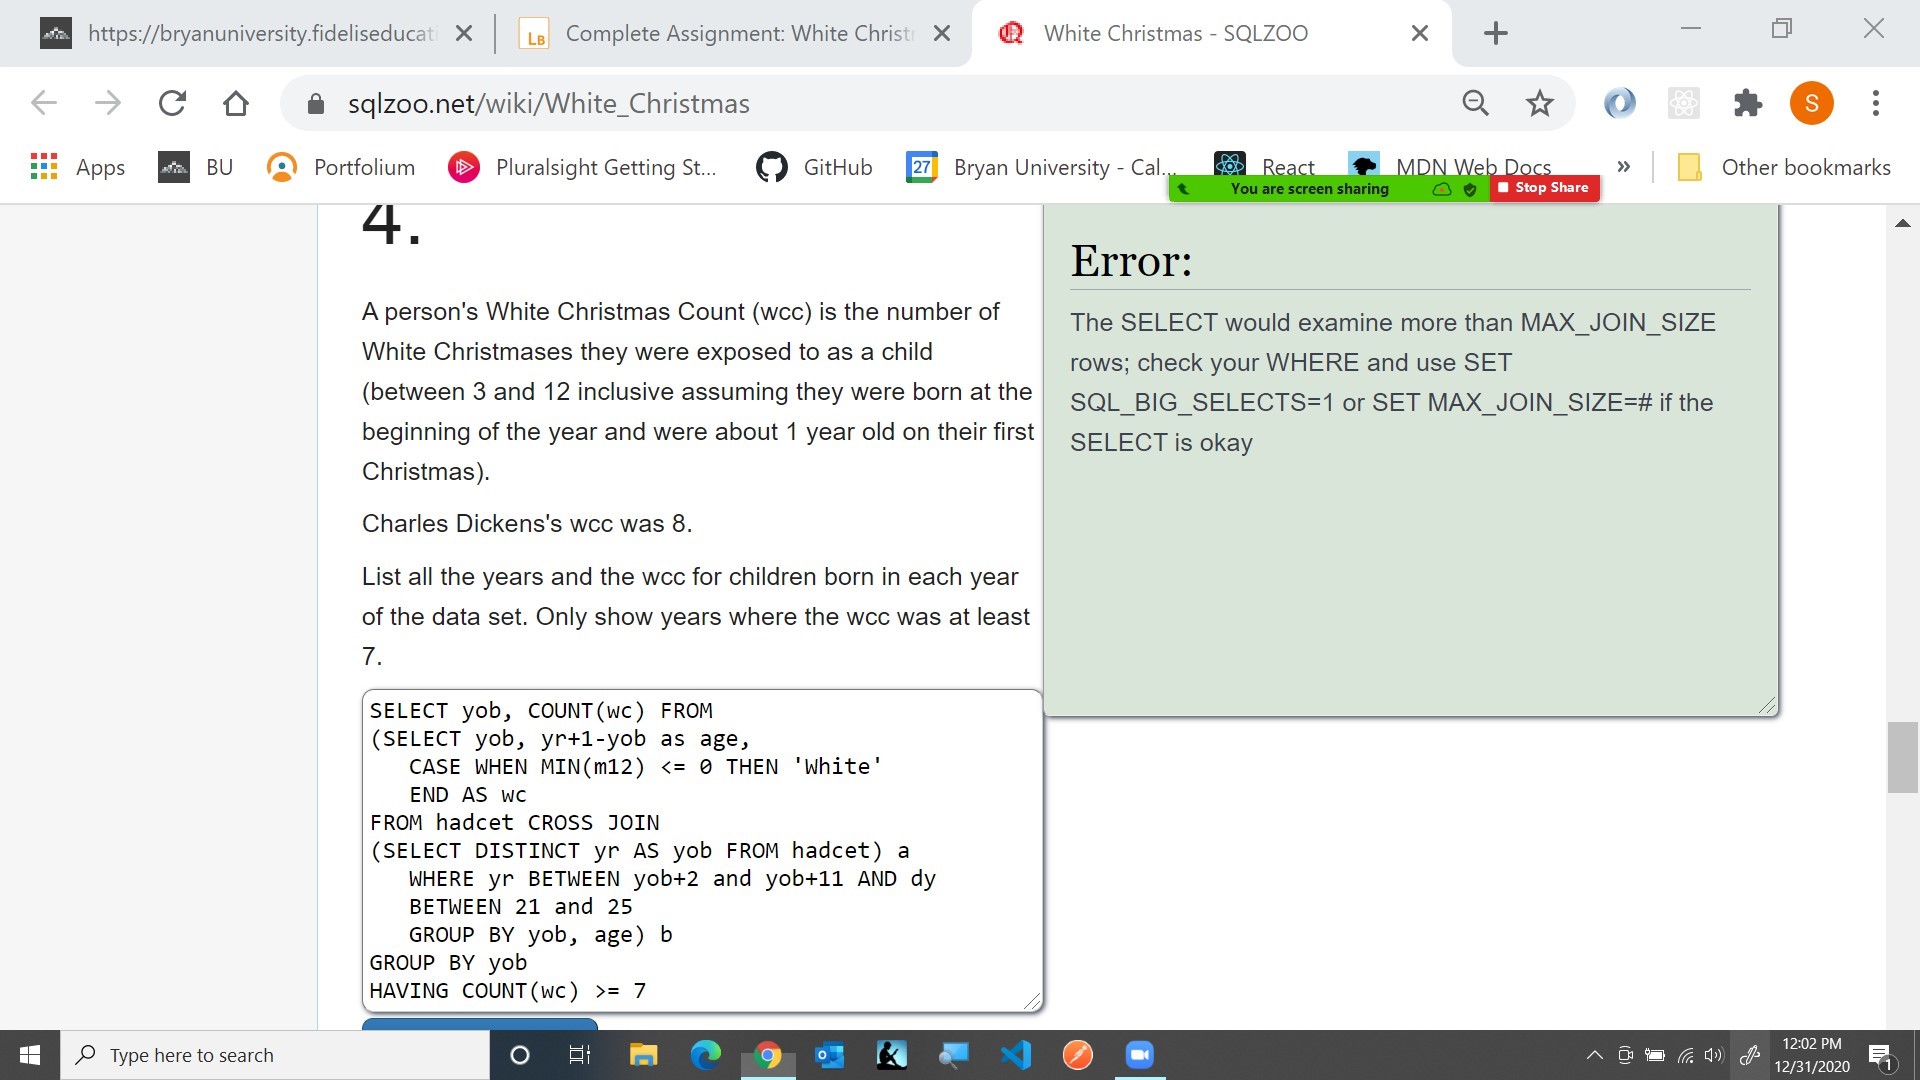 https://bryanuniversity.fideliseducati
Complete Assignment: White Christm
White Christmas - SQLZOO
sqlzoo.net/wiki/White_Christmas
S
Apps
BU
Portfolium
Pluralsight Getting St...
GitHub
27
Bryan University - Cal...
React
MDN Web Docs
»
Other bookmarks
You are screen sharing
Stop Share
4.
A person's White Christmas Count (wcc) is the number of
White Christmases they were exposed to as a child
(between 3 and 12 inclusive assuming they were born at the
beginning of the year and were about 1 year old on their first
Christmas).
Charles Dickens's wcc was 8.
List all the years and the wcc for children born in each year
of the data set. Only show years where the wcc was at least
7.
SELECT yob, COUNT(wc) FROM
(SELECT yob, yr+1-yob as age,
CASE WHEN MIN(m12) <= 0 THEN 'White'
END AS wc
FROM hadcet CROSS JOIN
(SELECT DISTINCT yr AS yob FROM hadcet) a
WHERE yr BETWEEN yob+2 and yob+11 AND dy
BETWEEN 21 and 25
GROUP BY yob, age) b
GROUP BY yob
HAVING COUNT(wc) >= 7
Error:
The SELECT would examine more than MAX_JOIN_SIZE
rows; check your WHERE and use SET
SQL_BIG_SELECTS=1 or SET MAX_JOIN_SIZE=# if the
SELECT is okay
Type here to search
12:02 PM
12/31/2020
1